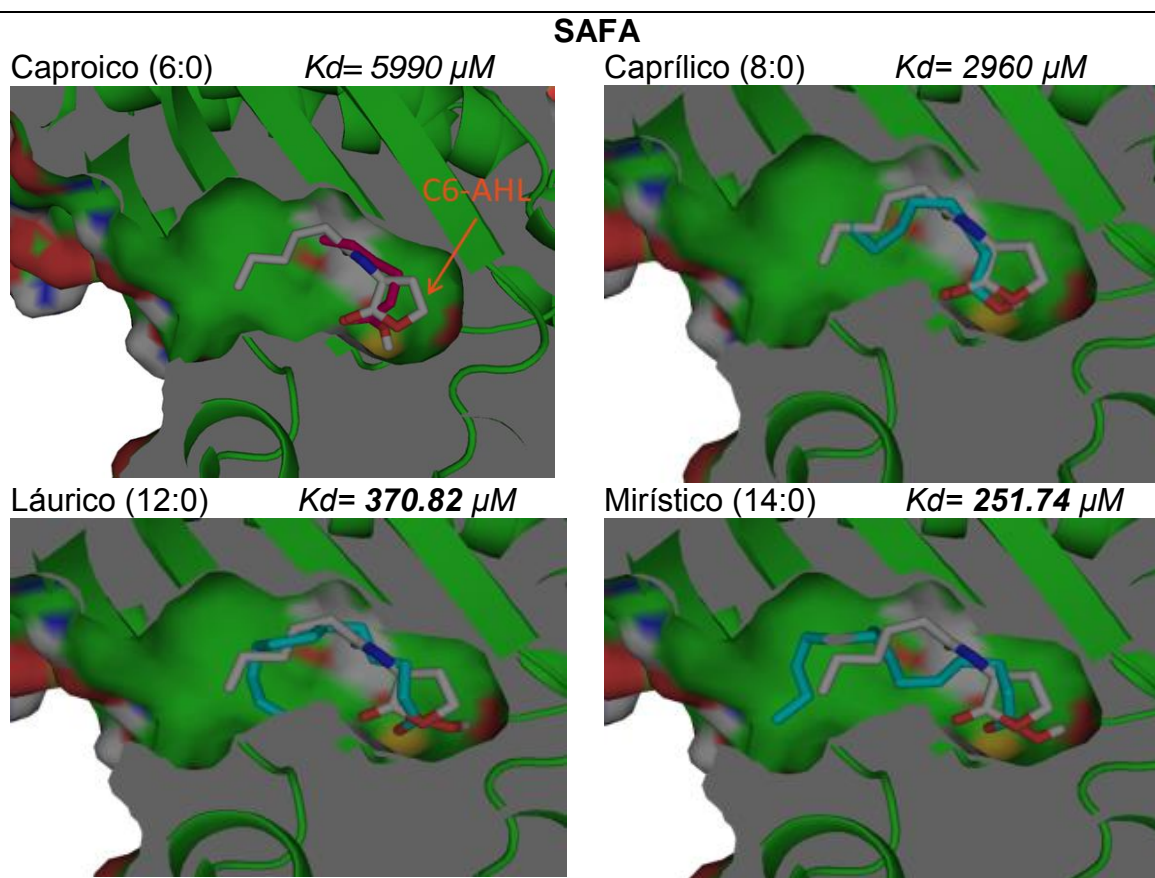 SAFA
Caproico (6:0) Kd= 5990 µM
Caprílico (8:0) Kd= 2960 µM
C6-AHL
Láurico (12:0) Kd= 370.82 µM
Mirístico (14:0) Kd= 251.74 µM